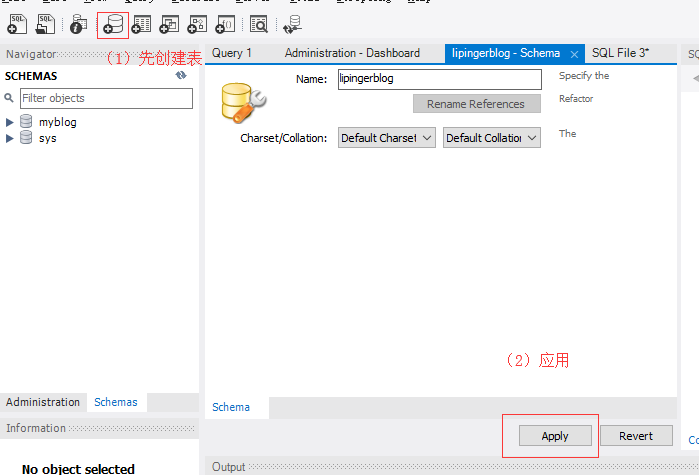 SQL
SQL
Navigator
（1）先创建表
Query 1
Administration - Dashboard
lipingerblog - Schema
SQL File 3*
SCHEMAS
Filter objects
myblog
sys
Name:
lipingerblog
Specify the
Rename References
Refactor
Charset/Collation:
Default Charset
Default Collation
The
（2）应用
Administration
Schemas
Schema
Information
Apply
Revert
No object selected
Output